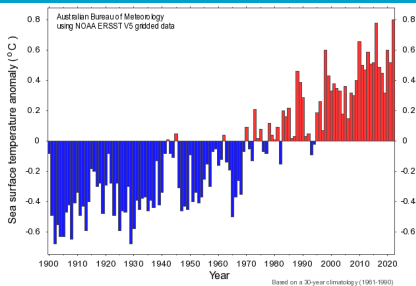 Australian Bureau of Meteorology
using NOAA ERSST V5 gridded data
Sea surface temperature anomaly (°C)
0.8
0.6
0.4
0.2
0
-0.2
-0.4
-0.6
0.8
0.6
0.4
0.2
0
-0.2
-0.4
-0.6
1900 1910 1920 1930 1940 1950 1960 1970 1980 1990 2000 2010 2020
Year
Based on a 30-year climatology (1961-1990)